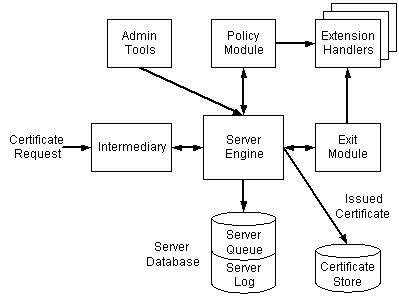 Admin
Tools
Policy
Module
Extension
Handlers
Certificate
Request
Intermediary
Server
Engine
Exit
Module
Issued
Certificate
Server
Database
Server
Queue
Server
Log
Certificate
Store